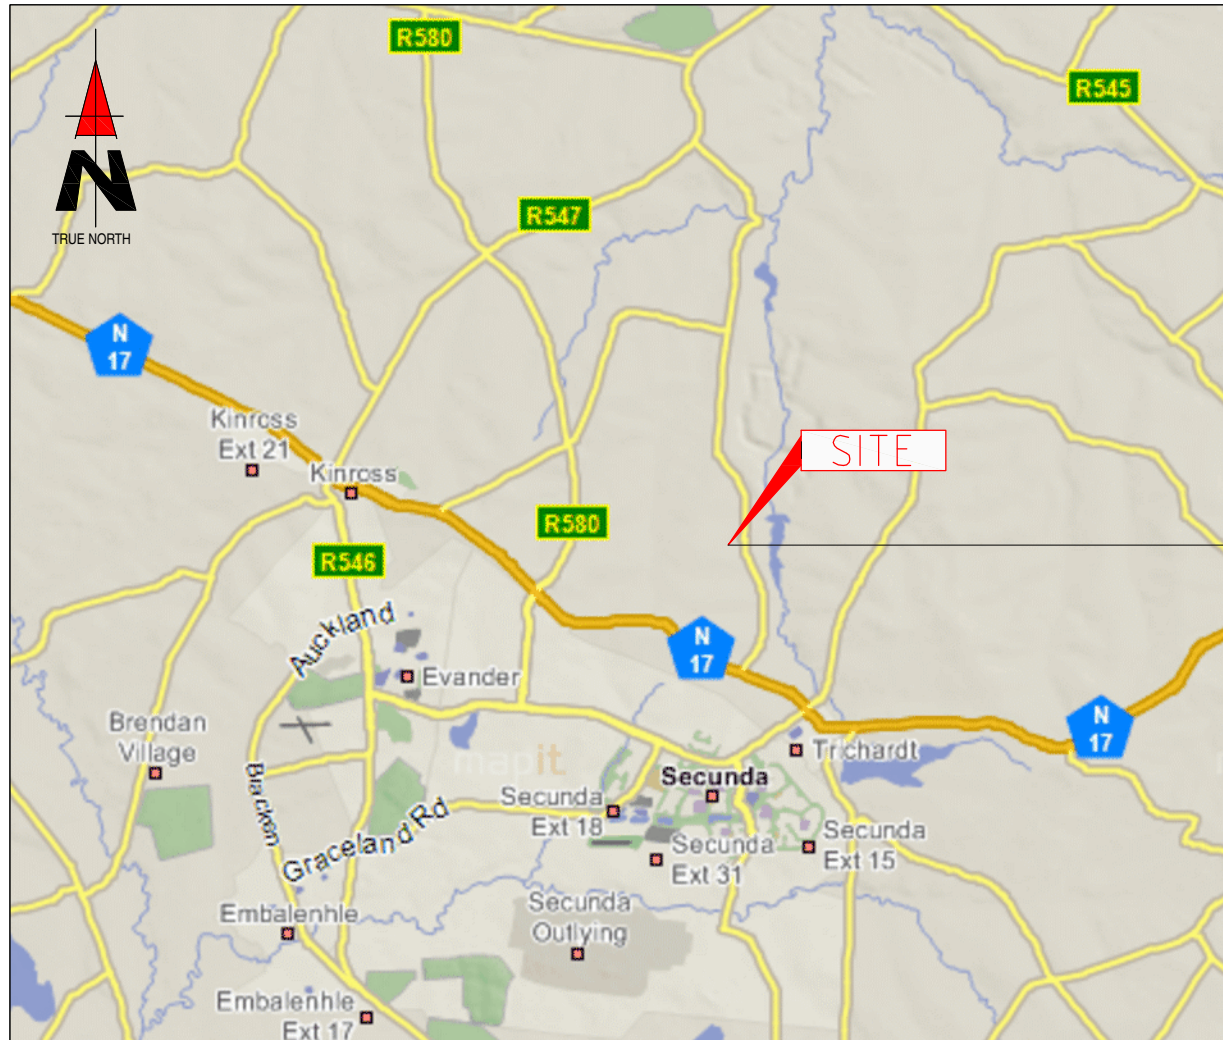 R580
R545
N
TRUE NORTH
R547
N
17
Kinross
Ext 21
SITE
Kinross
R580
R546
Auckland
N
17
Evander
Brendan
Village
N
17
Trichardt
mapit
Secunda
Bracken
Secunda
Ext 18
Graceland Rd
Secunda
Ext 31
Secunda
Ext 15
Embalenhle
Secunda
Outlying
Embalenhle
Ext 17